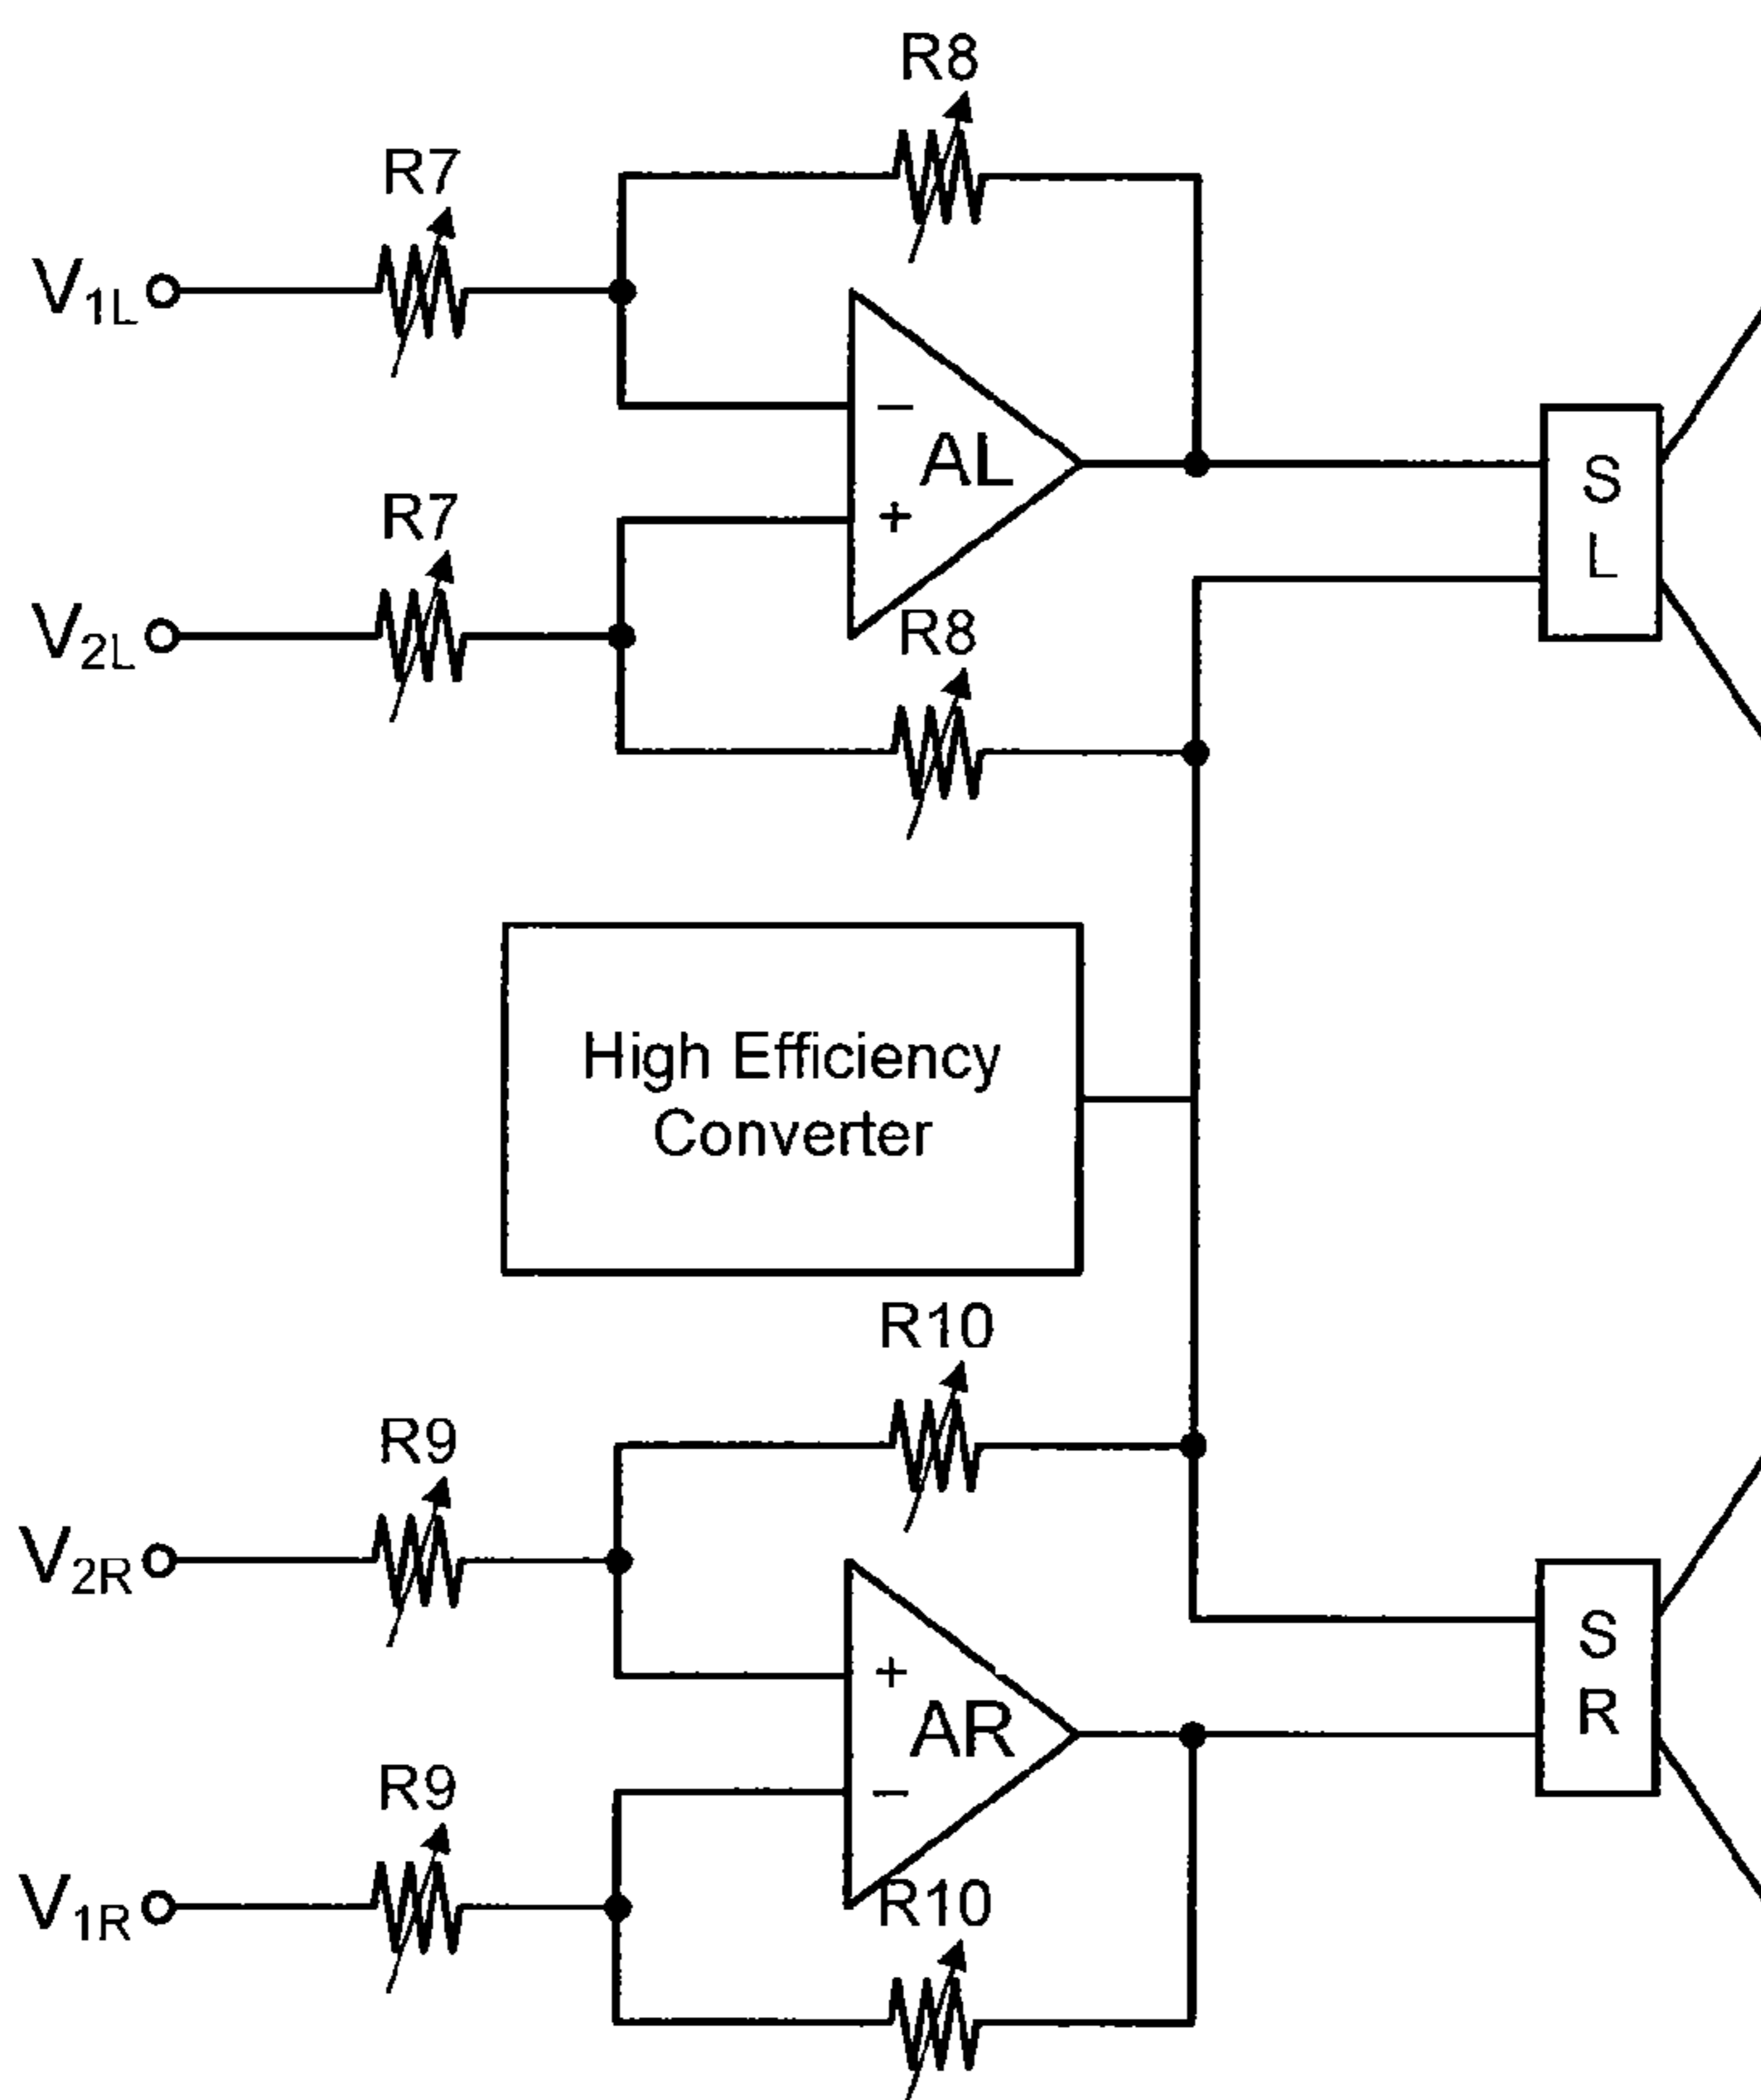 R8
R7
V1L
−
AL
+
S
L
R7
V2L
R8
High Efficiency
Converter
R10
R9
V2R
+
AR
−
S
R
R9
V1R
R10